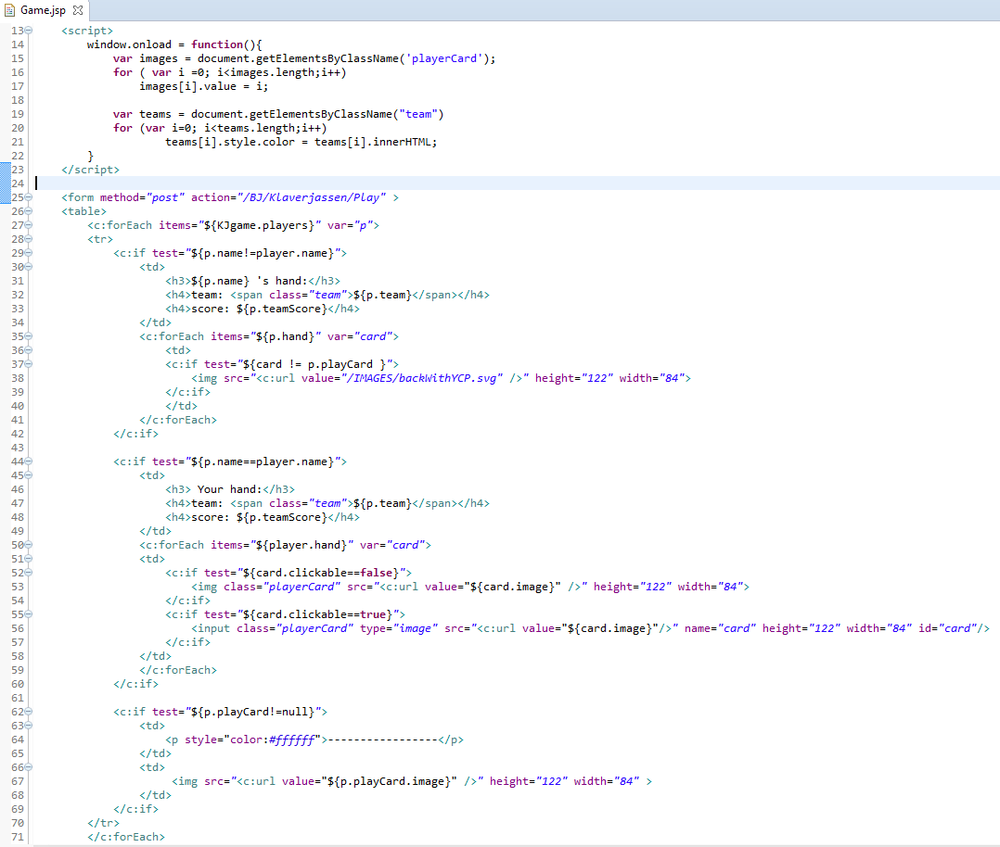 Game.jsp
13 <script>
14 window.onload = function(){
15 var images = document.getElementsByClassName('playerCard');
16 for ( var i =0; i<images.length;i++)
17 images[i].value = i;
18
19 var teams = document.getElementsByClassName("team")
20 for (var i=0; i<teams.length;i++)
21 teams[i].style.color = teams[i].innerHTML;
22 }
23 </script>
24
25 <form method="post" action="/BJ/Klaverjassen/Play" >
26 <table>
27 <c:forEach items="${KJgame.players}" var="p">
28 <tr>
29 <c:if test="${p.name!=player.name}">
30 <td>
31 <h3>${p.name} 's hand:</h3>
32 <h4>team: <span class="team">${p.team}</span></h4>
33 <h4>score: ${p.teamScore}</h4>
34 </td>
35 <c:forEach items="${p.hand}" var="card">
36 <td>
37 <c:if test="${card != p.playCard }">
38 <img src="<c:url value="/IMAGES/backWithYCP.svg" />" height="122" width="84">
39 </c:if>
40 </td>
41 </c:forEach>
42 </c:if>
43
44 <c:if test="${p.name==player.name}">
45 <td>
46 <h3> Your hand:</h3>
47 <h4>team: <span class="team">${p.team}</span></h4>
48 <h4>score: ${p.teamScore}</h4>
49 </td>
50 <c:forEach items="${player.hand}" var="card">
51 <td>
52 <c:if test="${card.clickable==false}">
53 <img class="playerCard" src="<c:url value="${card.image}" />" height="122" width="84">
54 </c:if>
55 <c:if test="${card.clickable==true}">
56 <input class="playerCard" type="image" src="<c:url value="${card.image}"/>" name="card" height="122" width="84" id="card"/>
57 </c:if>
58 </td>
59 </c:forEach>
60 </c:if>
61
62 <c:if test="${p.playCard!=null}">
63 <td>
64 <p style="color:#ffffff">-----------------</p>
65 </td>
66 <td>
67 <img src="<c:url value="${p.playCard.image}" />" height="122" width="84" >
68 </td>
69 </c:if>
70 </tr>
71 </c:forEach>